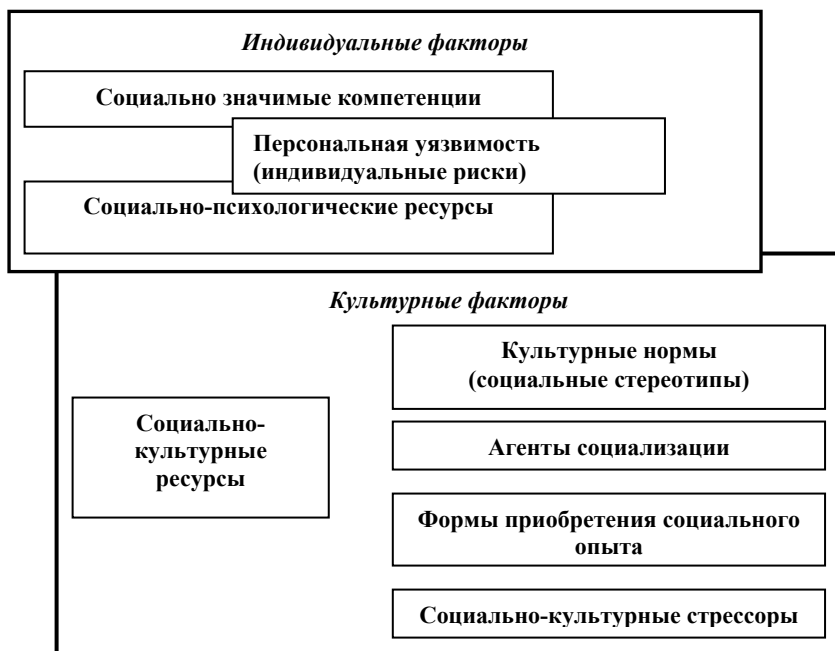 Индивидуальные факторы
Социально значимые компетенции
Персональная уязвимость
(индивидуальные риски)
Социально-психологические ресурсы
Культурные факторы
Культурные нормы
(социальные стереотипы)
Социально-
культурные
ресурсы
Агенты социализации
Формы приобретения социального
опыта
Социально-культурные стрессоры